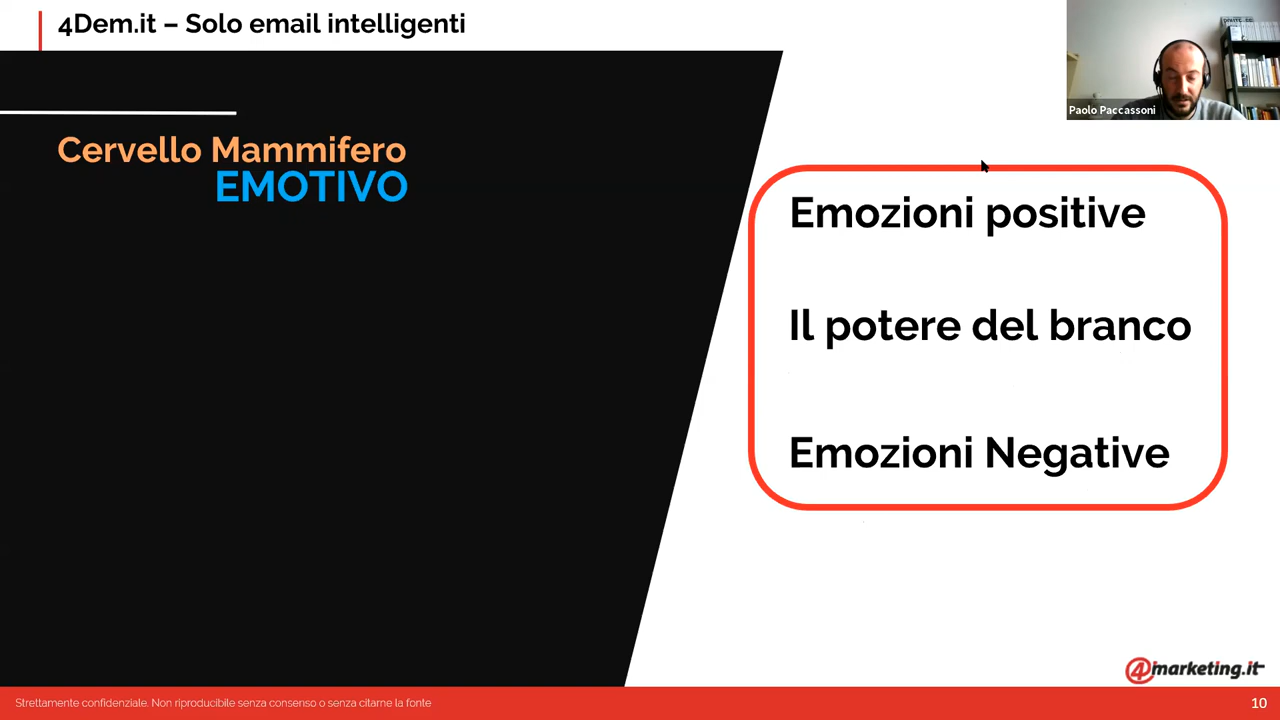 4Dem.it – Solo email intelligenti
Paolo Paccassoni
Cervello Mammifero
EMOTIVO
Emozioni positive
Il potere del branco
Emozioni Negative
4marketing.it
Strettamente confidenziale. Non riproducibile senza consenso o senza citarne la fonte
10